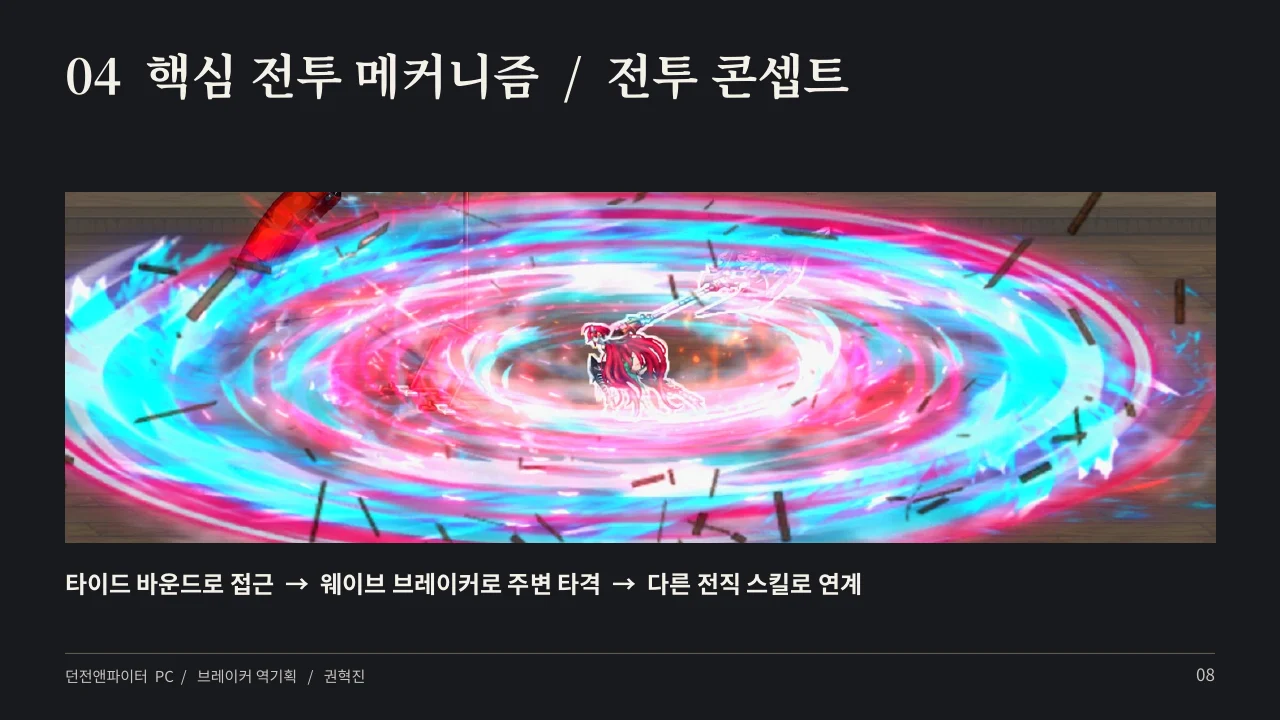 04 핵심 전투 메커니즘 / 전투 콘셉트
타이드 바운드로 접근 → 웨이브 브레이커로 주변 타격 → 다른 전직 스킬로 연계
던전앤파이터 PC / 브레이커 역기획 / 권혁진
08